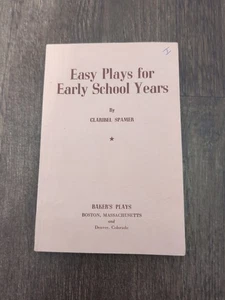 Easy Plays for
Early School Years
By
CLARIBEL SPAMER
BAKER'S PLAYS
BOSTON, MASSACHUSETTS
and
Denver, Colorado